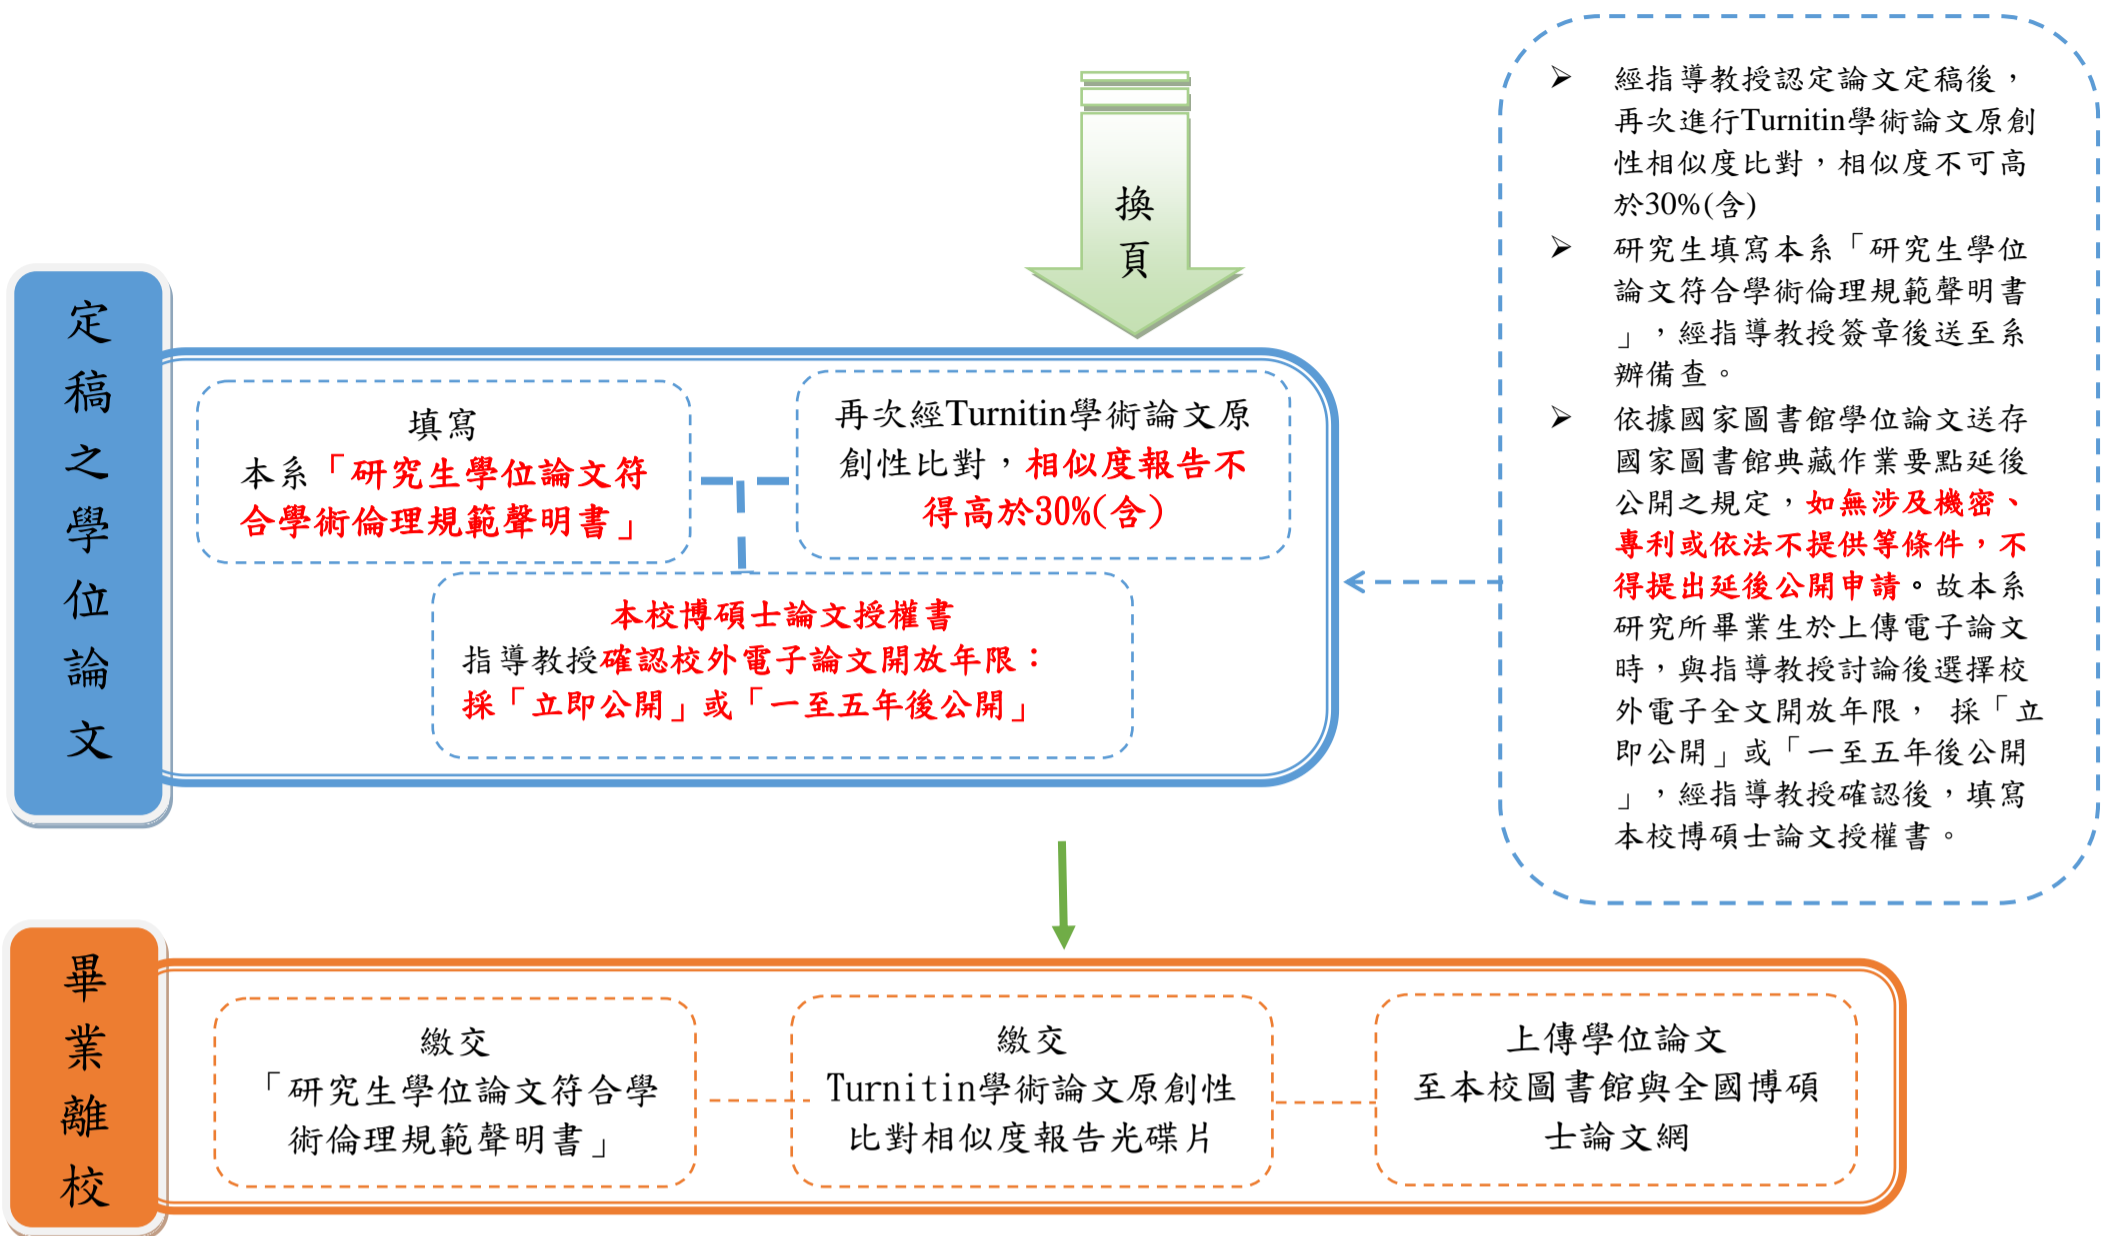 換
頁
經指導教授認定論文定稿後，
再次進行Turnitin學術論文原創
性相似度比對，相似度不可高
於30%(含)
研究生填寫本系「研究生學位
論文符合學術倫理規範聲明書
」，經指導教授簽章後送至系
辦備查。
依據國家圖書館學位論文送存
國家圖書館典藏作業要點延後
公開之規定，如無涉及機密、
專利或依法不提供等條件，不
得提出延後公開申請。故本系
研究所畢業生於上傳電子論文
時，與指導教授討論後選擇校
外電子全文開放年限， 採「立
即公開」或「一至五年後公開
」，經指導教授確認後，填寫
本校博碩士論文授權書。
定
稿
之
學
位
論
文
填寫
本系「研究生學位論文符
合學術倫理規範聲明書」
再次經Turnitin學術論文原
創性比對，相似度報告不
得高於30%(含)
本校博碩士論文授權書
指導教授確認校外電子論文開放年限：
採「立即公開」或「一至五年後公開」
畢
業
離
校
繳交
「研究生學位論文符合學
術倫理規範聲明書」
繳交
Turnitin學術論文原創性
比對相似度報告光碟片
上傳學位論文
至本校圖書館與全國博碩
士論文網